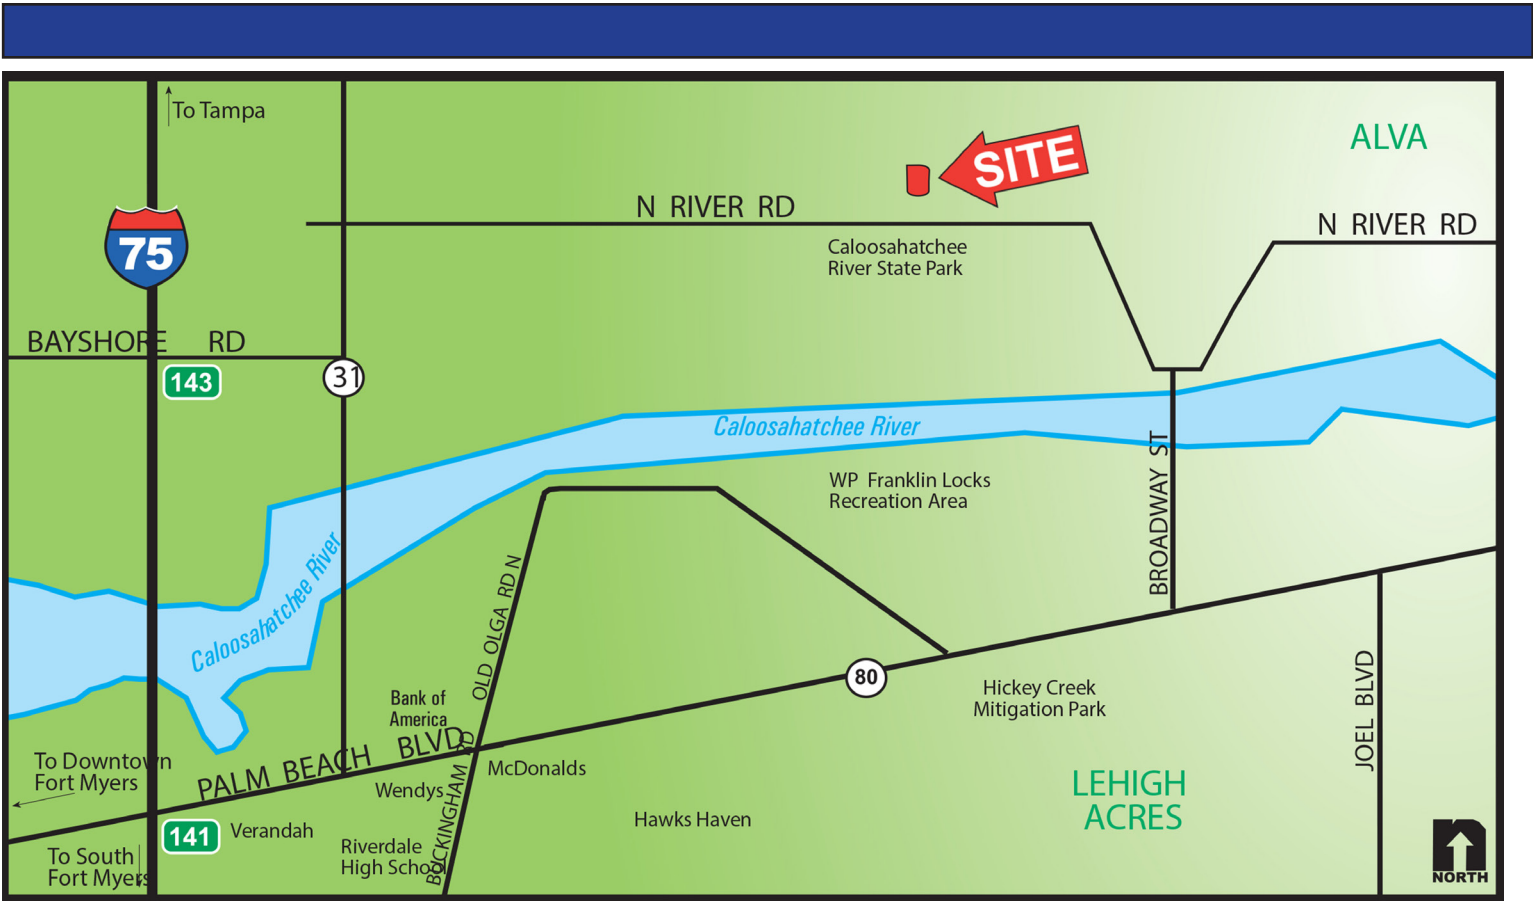 To Tampa
ALVA
SITE
N RIVER RD
N RIVER RD
75
Caloosahatchee
River State Park
BAYSHORE RD
143
31
Caloosahatchee River
WP Franklin Locks
Recreation Area
BROADWAY ST
Caloosahatchee River
OLD OLGA RD N
80
Hickey Creek
Mitigation Park
Bank of
America
JOEL BLVD
To Downtown
Fort Myers
PALM BEACH BLVD
BUCKINGHAM RD
McDonalds
Wendys
LEHIGH
ACRES
141
Verandah
Hawks Haven
Riverdale
High School
To South
Fort Myers
NORTH